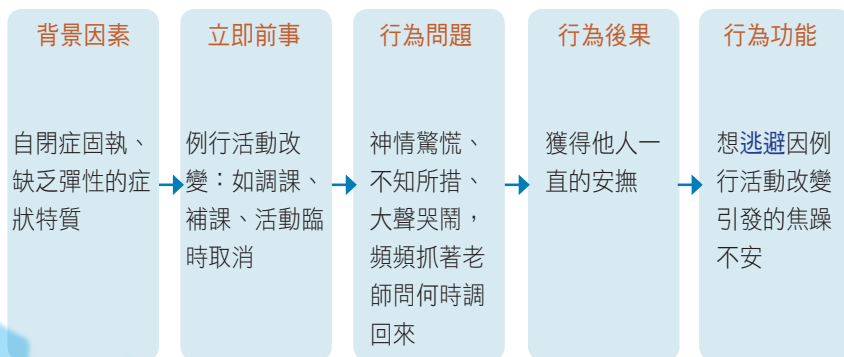 背景因素
自閉症固執、
缺乏彈性的症
狀特質
立即前事
例行活動改
變：如調課、
補課、活動臨
時取消
行為問題
神情驚慌、
不知所措、
大聲哭鬧，
頻頻抓著老
師問何時調
回來
行為後果
獲得他人一
直的安撫
行為功能
想逃避因例
行活動改變
引發的焦躁
不安